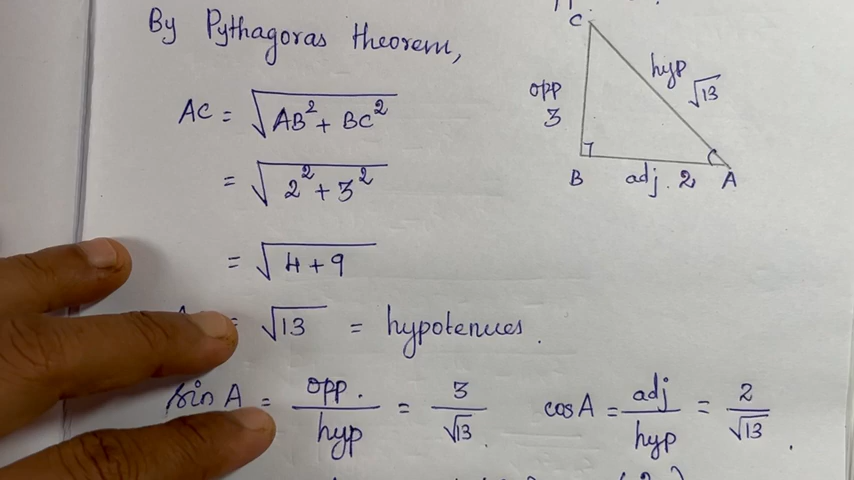 By Pythagoras theorem,
AC = √(AB² + BC²)
= √(2² + 3²)
= √(4 + 9)
= √13 = hypotenues.
sin A = opp. / hyp = 3 / √13
cos A = adj / hyp = 2 / √13.
C
hyp
√13
opp
3
B
adj. 2
A